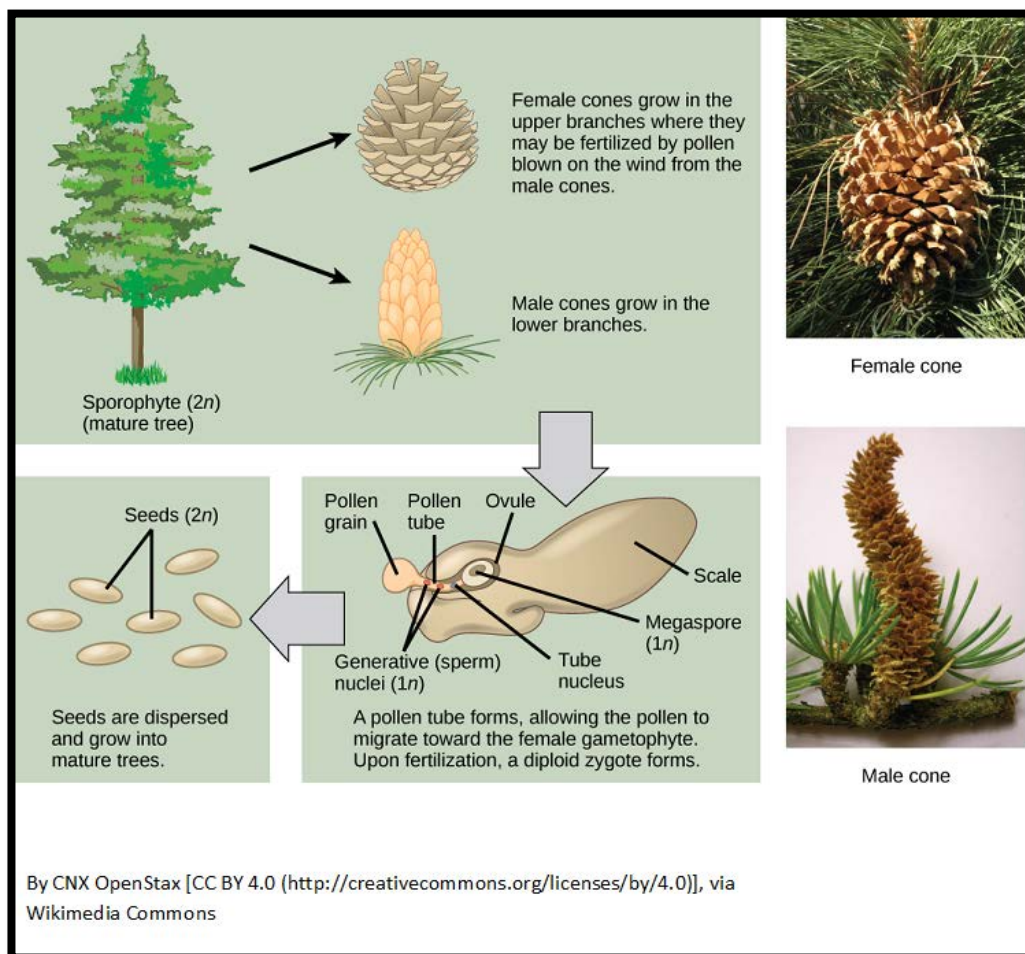 Female cones grow in the
upper branches where they
may be fertilized by pollen
blown on the wind from the
male cones.
Male cones grow in the
lower branches.
Sporophyte (2n)
(mature tree)
Female cone
Seeds (2n)
Seeds are dispersed
and grow into
mature trees.
Pollen
grain
Pollen
tube
Ovule
Scale
Megaspore
(1n)
Tube
nucleus
Generative (sperm)
nuclei (1n)
A pollen tube forms, allowing the pollen to
migrate toward the female gametophyte.
Upon fertilization, a diploid zygote forms.
Male cone
By CNX OpenStax [CC BY 4.0 (http://creativecommons.org/licenses/by/4.0)], via
Wikimedia Commons